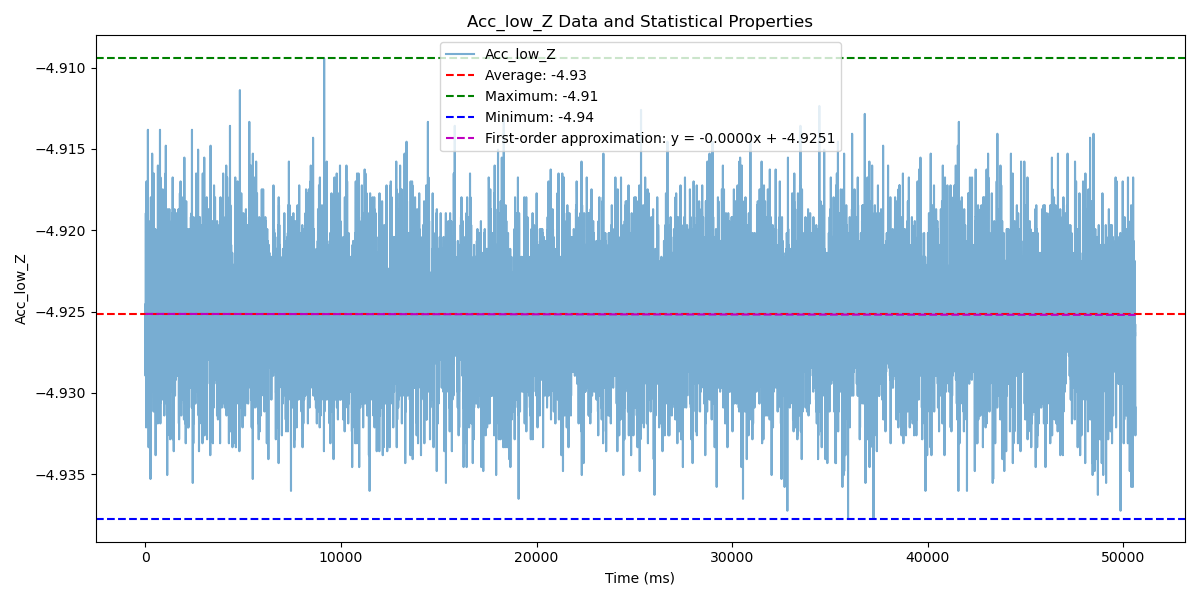 Acc_low_Z Data and Statistical Properties
Acc_low_Z
Average: -4.93
Maximum: -4.91
Minimum: -4.94
First-order approximation: y = -0.0000x + -4.9251
−4.910
−4.915
−4.920
−4.925
−4.930
−4.935
Acc_low_Z
0
10000
20000
30000
40000
50000
Time (ms)